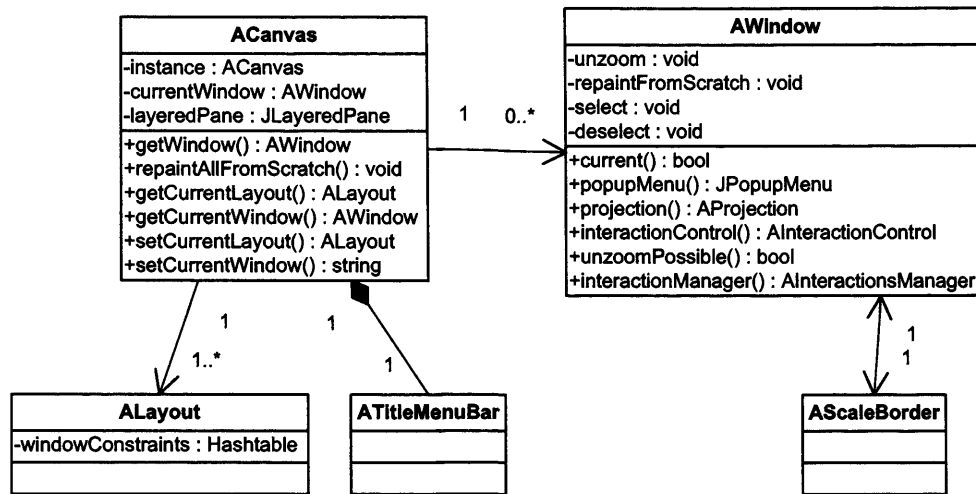 ACanvas
-instance : ACanvas
-currentWindow : AWindow
-layeredPane : JLayeredPane
+getWindow() : AWindow
+repaintAllFromScratch() : void
+getCurrentLayout() : ALayout
+getCurrentWindow() : AWindow
+setCurrentLayout() : ALayout
+setCurrentWindow() : string
1
0..*
AWindow
-unzoom : void
-repaintFromScratch : void
-select : void
-deselect : void
+current() : bool
+popupMenu() : JPopupMenu
+projection() : AProjection
+interactionControl() : AInteractionControl
+unzoomPossible() : bool
+interactionManager() : AInteractionsManager
1
1..*
1
1
1
1
ALayout
-windowConstraints : Hashtable
ATitleMenuBar
AScaleBorder